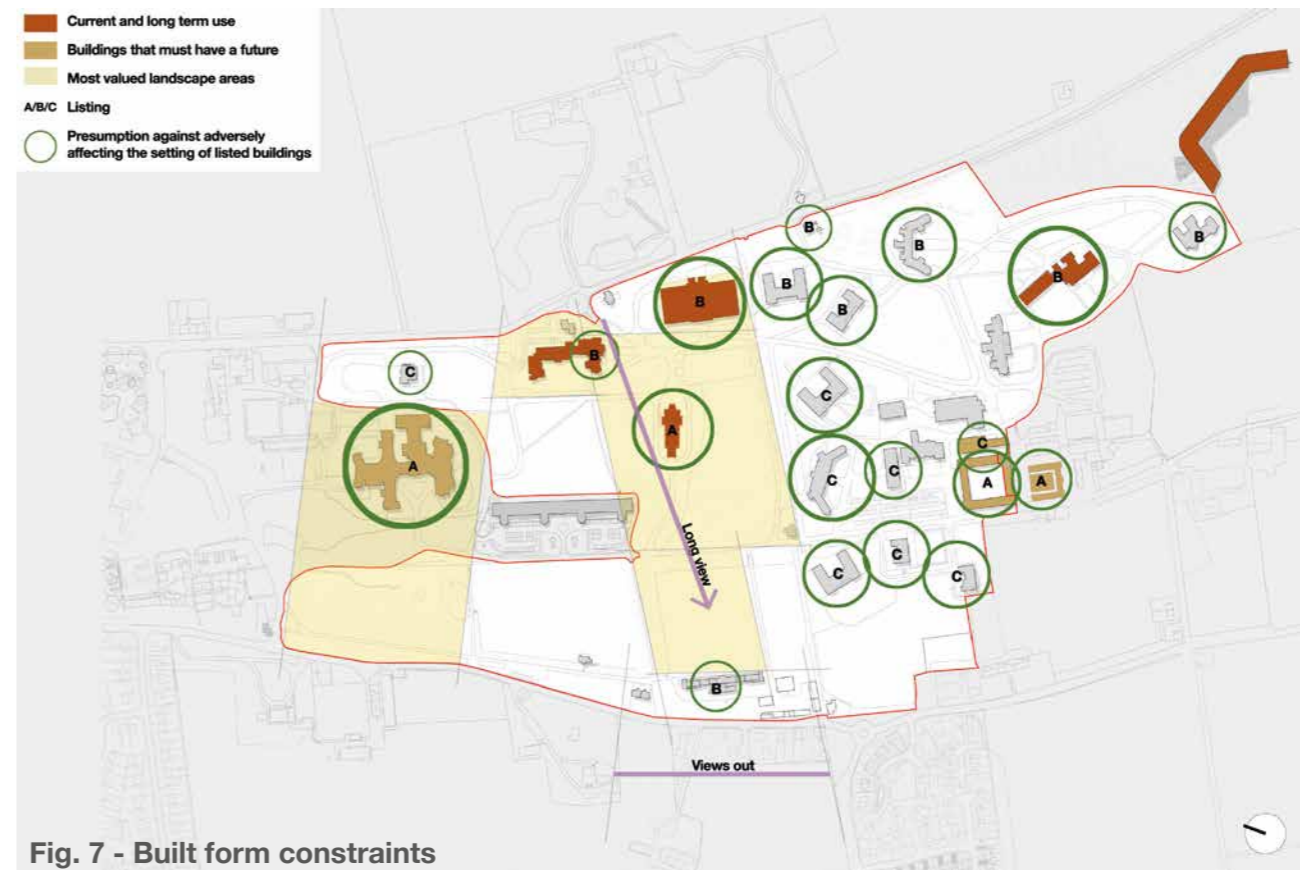 Current and long term use
Buildings that must have a future
Most valued landscape areas
A/B/C Listing
Presumption against adversely
affecting the setting of listed buildings
B
B
B
B
B
B
B
B
C
A
C
A
C
C
C
A
A
C
C
C
Long view
B
Views out
Fig. 7 - Built form constraints